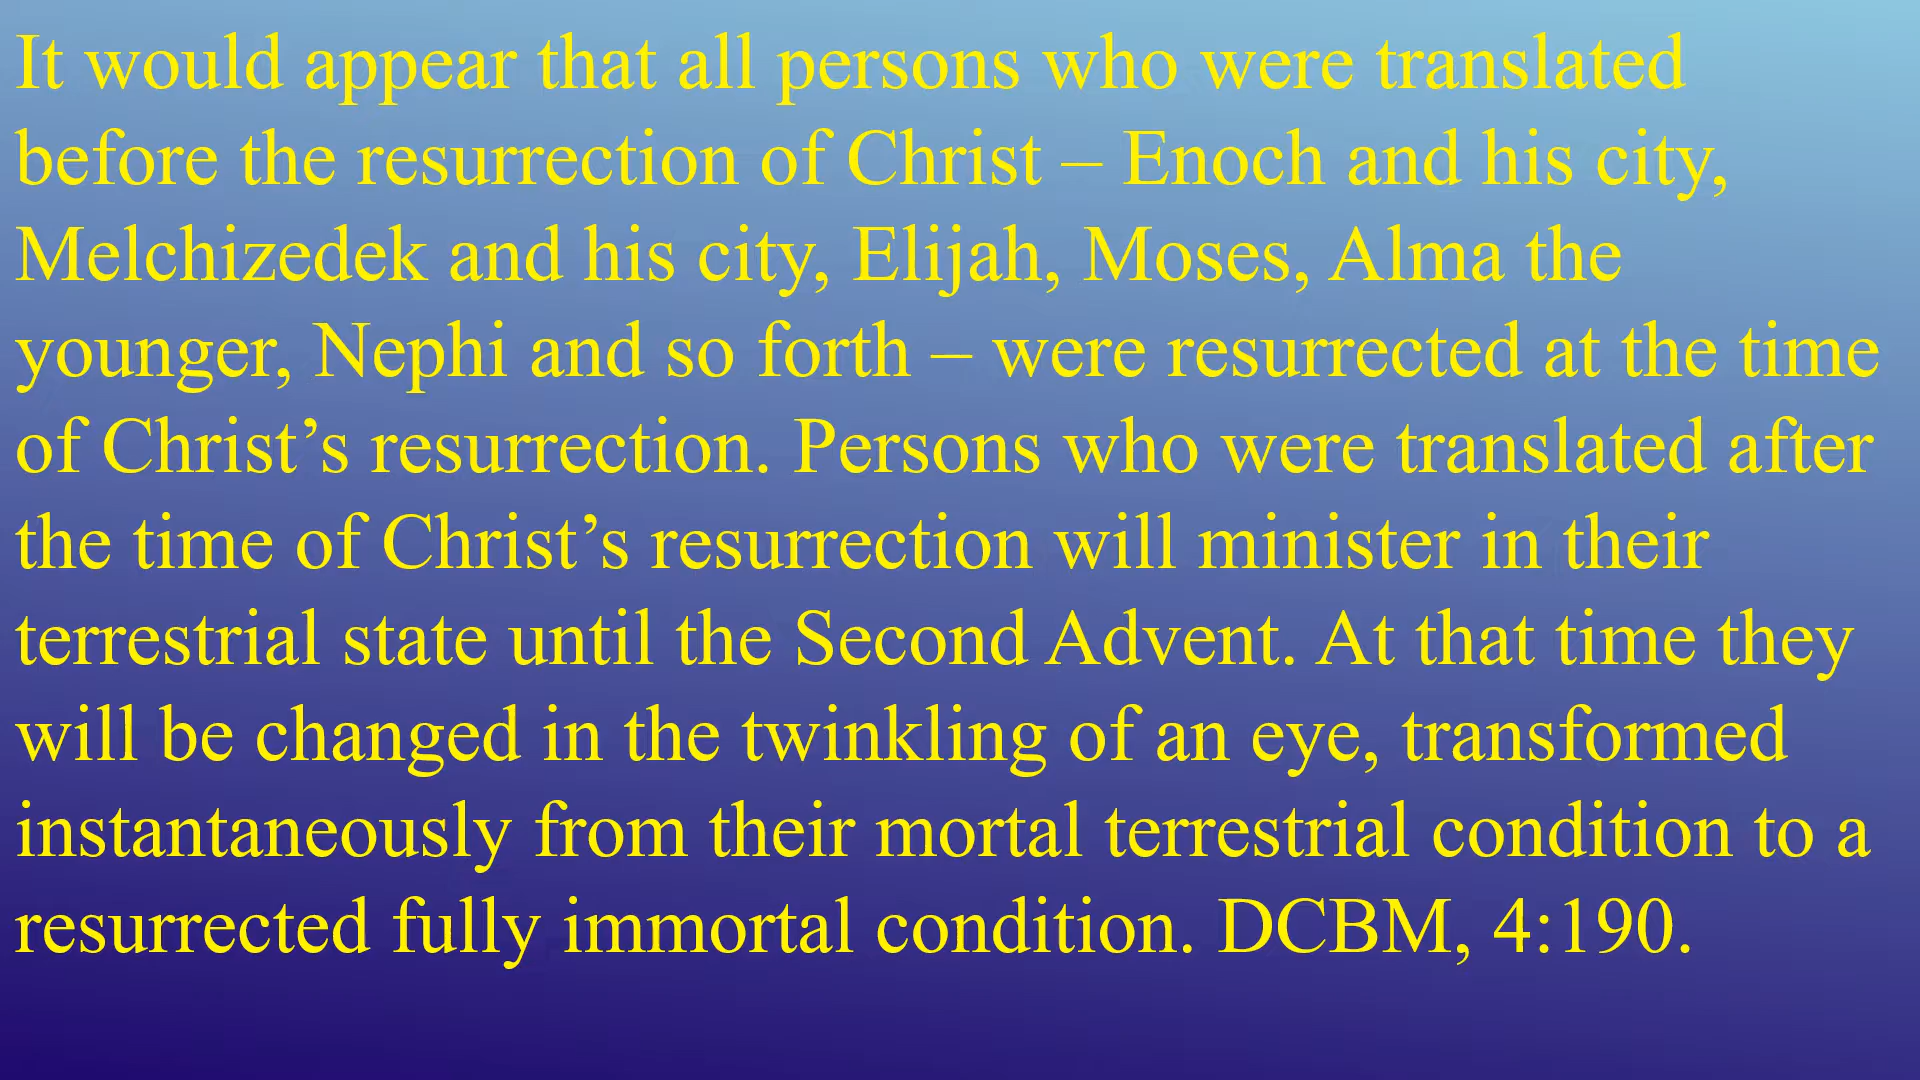 It would appear that all persons who were translated
before the resurrection of Christ – Enoch and his city,
Melchizedek and his city, Elijah, Moses, Alma the
younger, Nephi and so forth – were resurrected at the time
of Christ’s resurrection. Persons who were translated after
the time of Christ’s resurrection will minister in their
terrestrial state until the Second Advent. At that time they
will be changed in the twinkling of an eye, transformed
instantaneously from their mortal terrestrial condition to a
resurrected fully immortal condition. DCBM, 4:190.